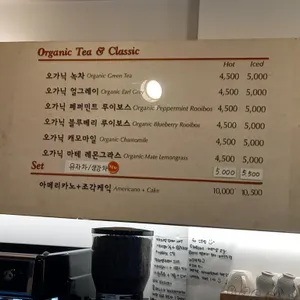 Organic Tea & Classic
Hot Iced
오가닉 녹차 Organic Green Tea 4,500 5,000
오가닉 얼그레이 Organic Earl Grey 4,500 5,000
오가닉 페퍼민트 루이보스 Organic Peppermint Rooibos 4,500 5,000
오가닉 블루베리 루이보스 Organic Blueberry Rooibos 4,500 5,000
오가닉 캐모마일 Organic Chamomile 4,500 5,000
오가닉 마테 레몬그라스 Organic Mate Lemongrass 4,500 5,000
Set 유자차/생강차 5,000 5,500
아메리카노+조각케익 Americano + Cake 10,000 10,500